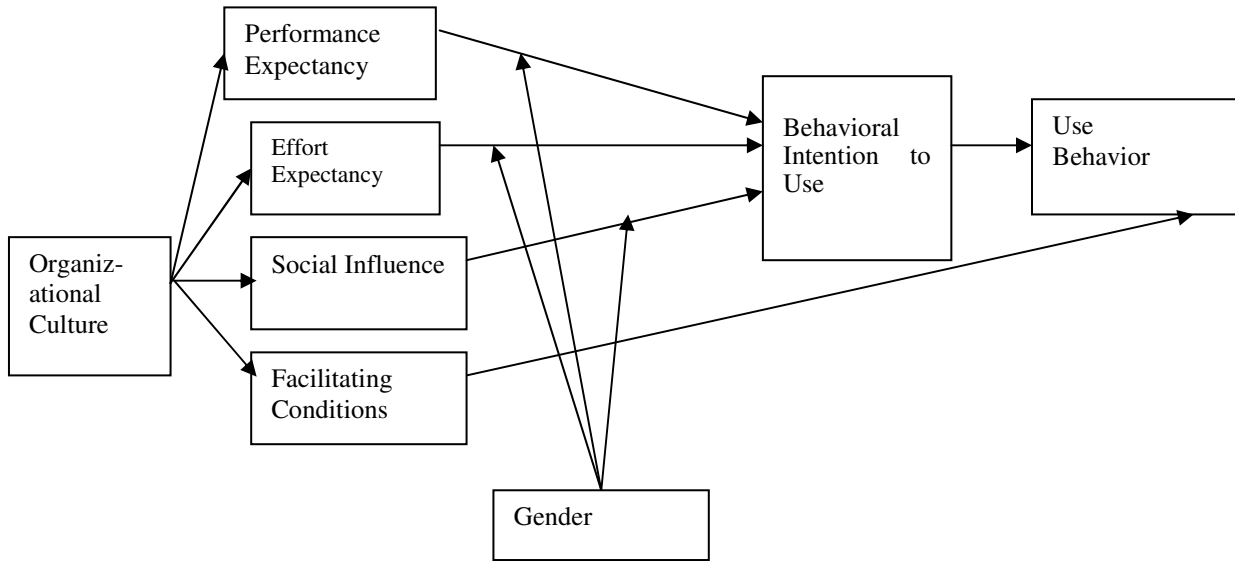 Performance
Expectancy
Effort
Expectancy
Social Influence
Facilitating
Conditions
Organiz-
ational
Culture
Behavioral
Intention to
Use
Use
Behavior
Gender